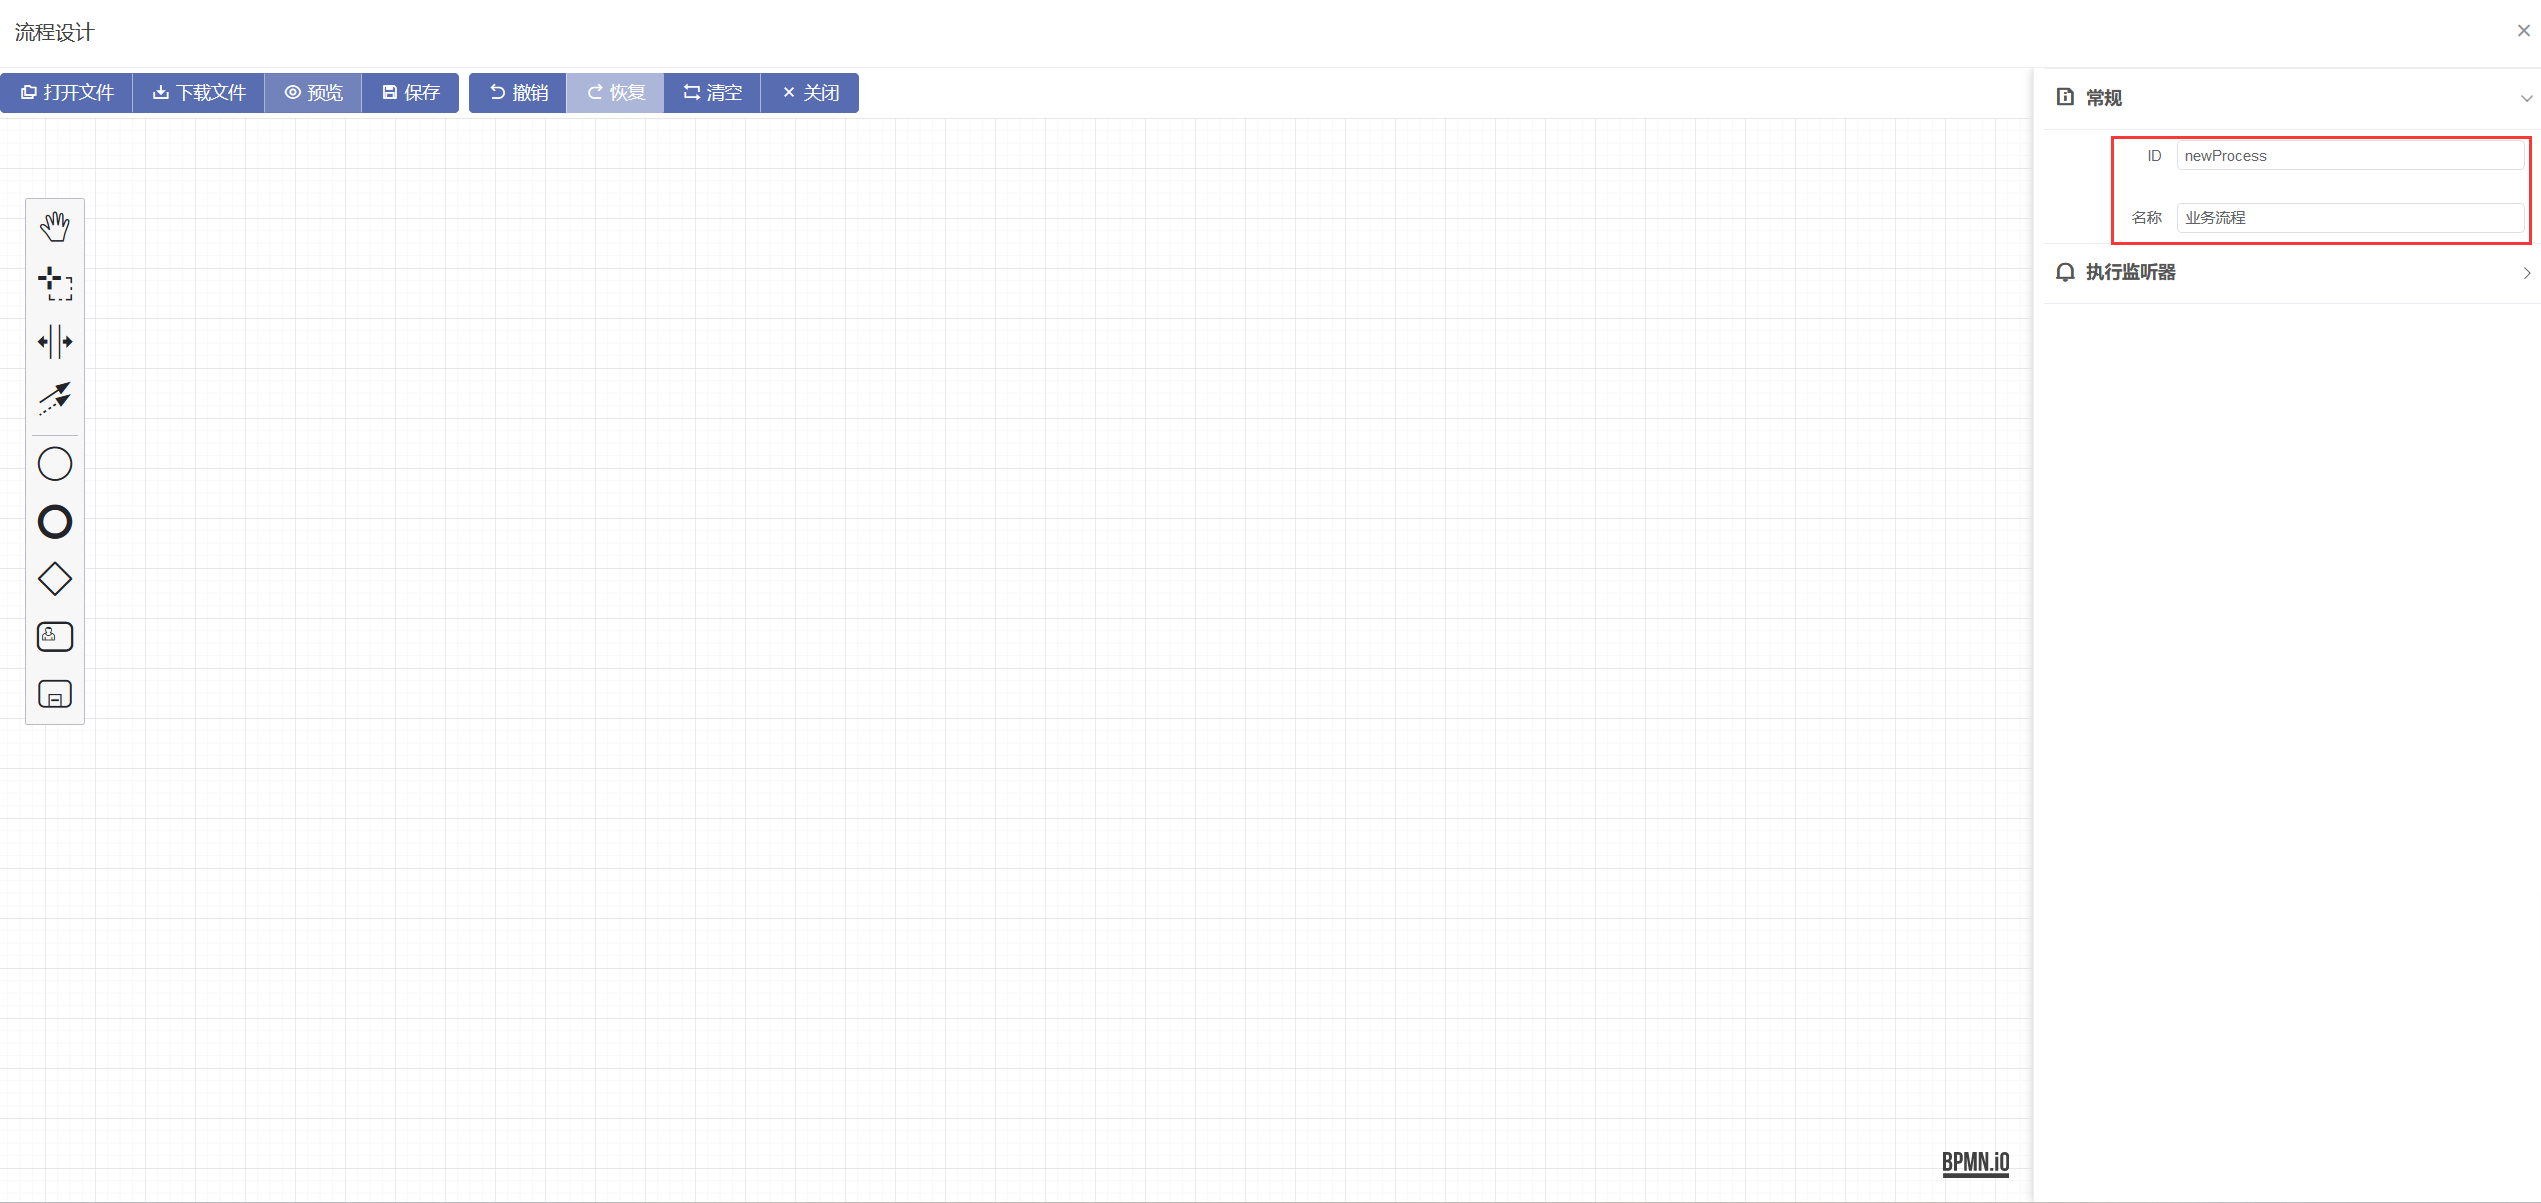 流程设计
打开文件 下载文件 预览 保存 撤销 恢复 清空 关闭
常规
ID newProcess
名称 业务流程
执行监听器
BPMN.iO